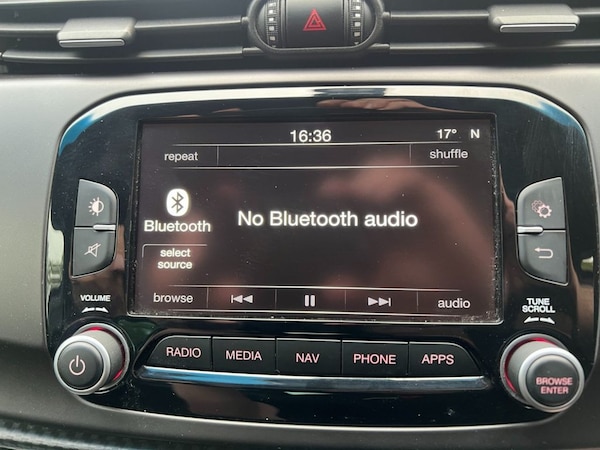 16:36
17° N
repeat
shuffle
Bluetooth
No Bluetooth audio
select
source
browse
audio
VOLUME
TUNE
SCROLL
RADIO
MEDIA
NAV
PHONE
APPS
BROWSE
ENTER